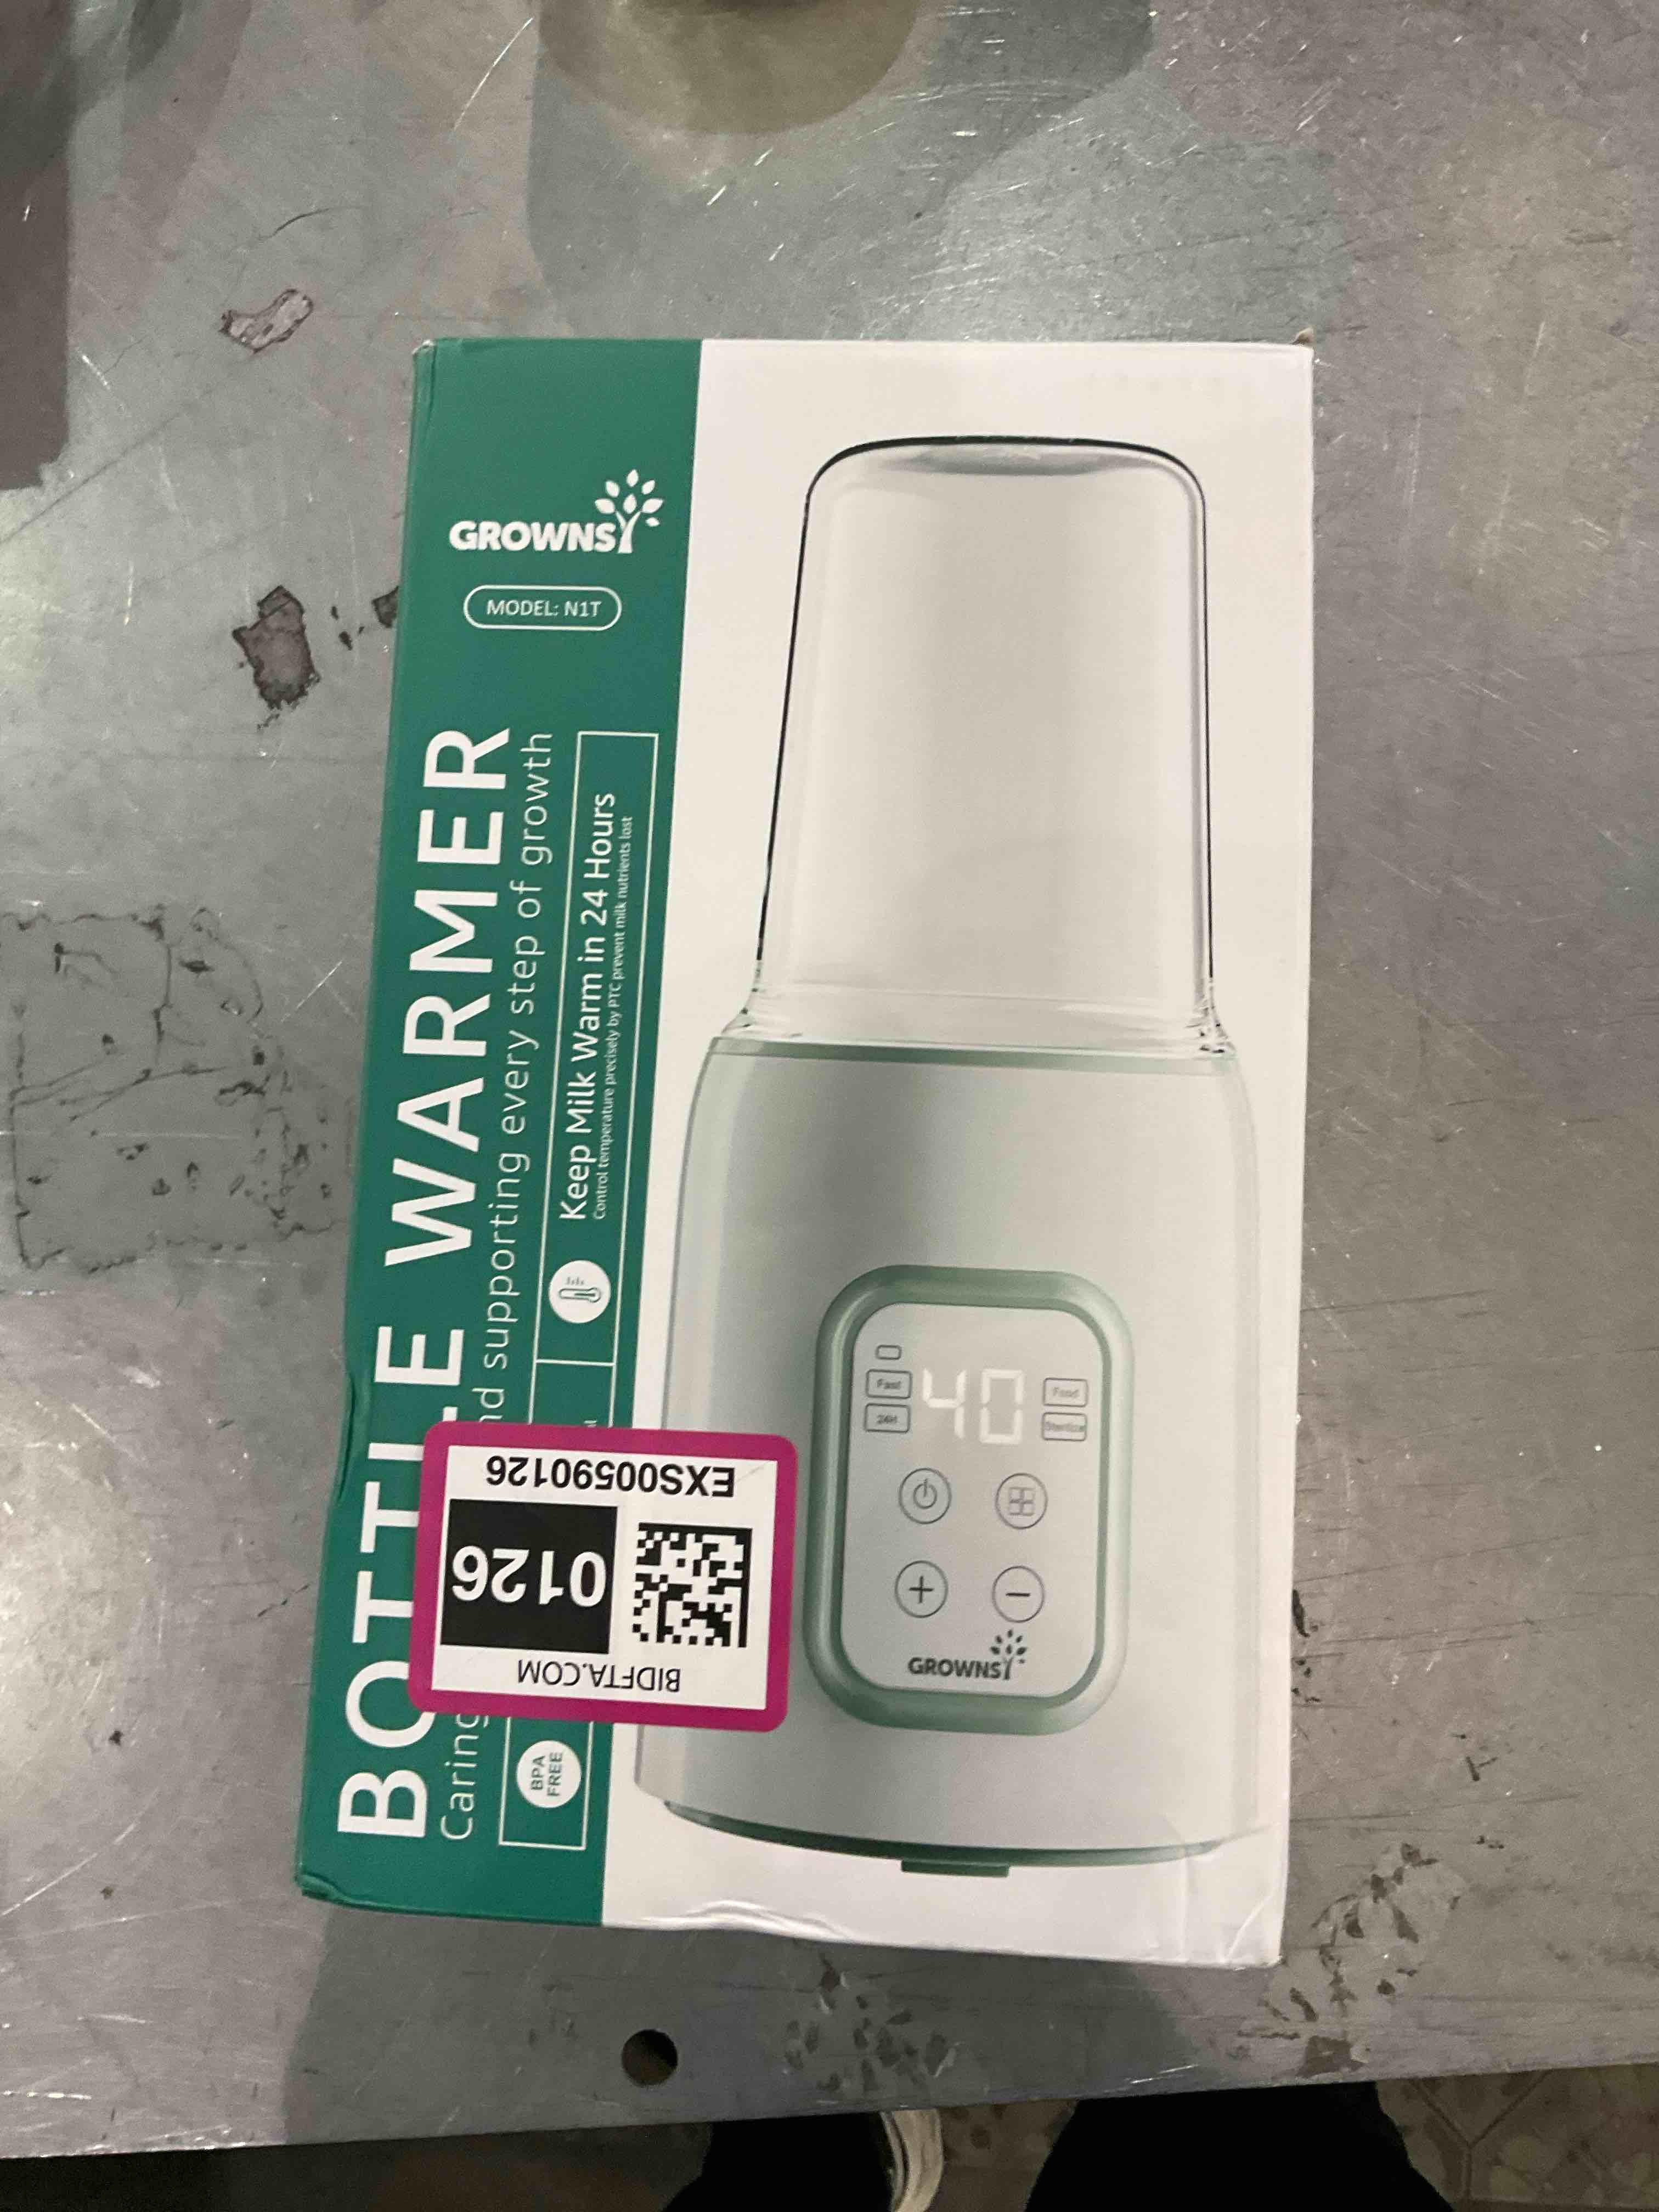 GROWNSY
MODEL: N1T
BOTTLE WARMER
Caring nd supporting every step of growth
Keep Milk Warm in 24 Hours
Control temperature precisely by PTC prevent milk nutrients lost
BPA
FREE
EXS00590126
0126
BIDFTA.COM
Fast
24H
40
Food
Sterilize
GROWNSY